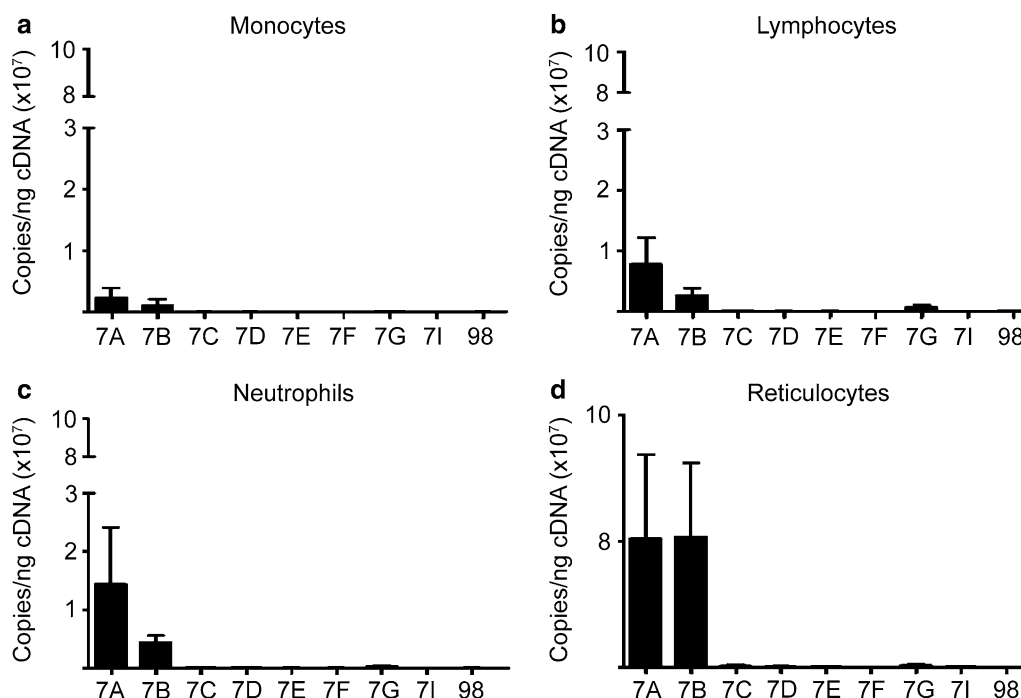 a Monocytes
Copies/ng cDNA (x10⁷)
10
8
3
2
1
7A 7B 7C 7D 7E 7F 7G 7I 98
b Lymphocytes
Copies/ng cDNA (x10⁷)
10
8
3
2
1
7A 7B 7C 7D 7E 7F 7G 7I 98
c Neutrophils
Copies/ng cDNA (x10⁷)
10
8
3
2
1
7A 7B 7C 7D 7E 7F 7G 7I 98
d Reticulocytes
Copies/ng cDNA (x10⁷)
10
8
7A 7B 7C 7D 7E 7F 7G 7I 98